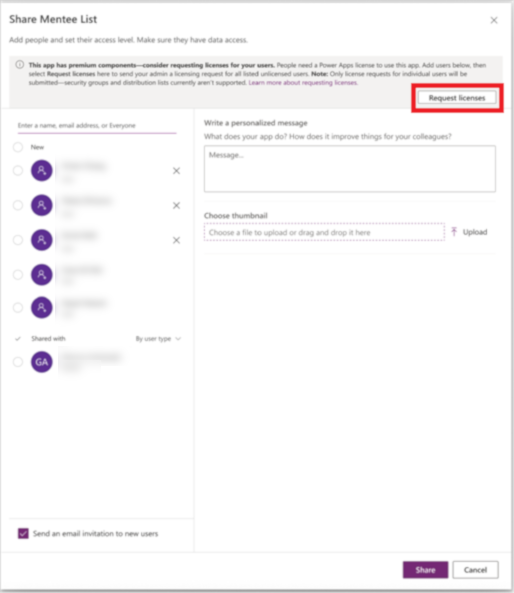 Share Mentee List
Add people and set their access level. Make sure they have data access.
This app has premium components—consider requesting licenses for your users. People need a Power Apps license to use this app. Add users below, then
select Request licenses here to send your admin a licensing request for all listed unlicensed users. Note: Only license requests for individual users will be
submitted—security groups and distribution lists currently aren't supported. Learn more about requesting licenses.
Request licenses
Enter a name, email address, or Everyone
New
Shared with
By user type
GA
Send an email invitation to new users
Write a personalized message
What does your app do? How does it improve things for your colleagues?
Message...
Choose thumbnail
Choose a file to upload or drag and drop it here
Upload
Share
Cancel